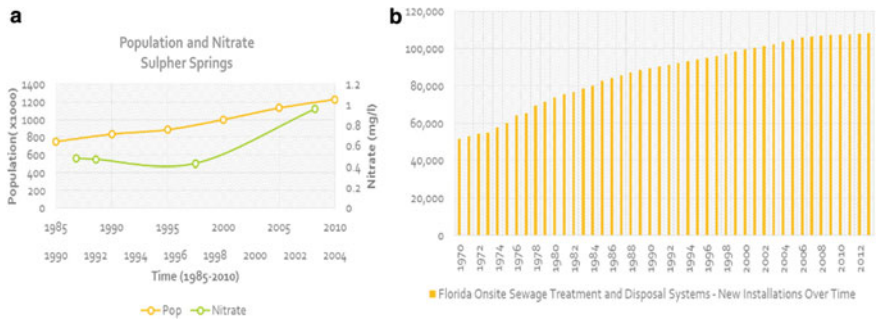 a
Population and Nitrate
Sulpher Springs
Population( x1000)
1400
1200
1000
800
600
400
200
0
1.2
1
0.8
0.6
0.4
0.2
0
Nitrate (mg/l)
1985 1990 1995 2000 2005 2010
1990 1992 1994 1996 1998 2000 2002 2004
Time (1985-2010)
Pop Nitrate
b
120,000
100,000
80,000
60,000
40,000
20,000
0
1970 1972 1974 1976 1978 1980 1982 1984 1986 1988 1990 1992 1994 1996 1998 2000 2002 2004 2006 2008 2010 2012
Florida Onsite Sewage Treatment and Disposal Systems - New Installations Over Time